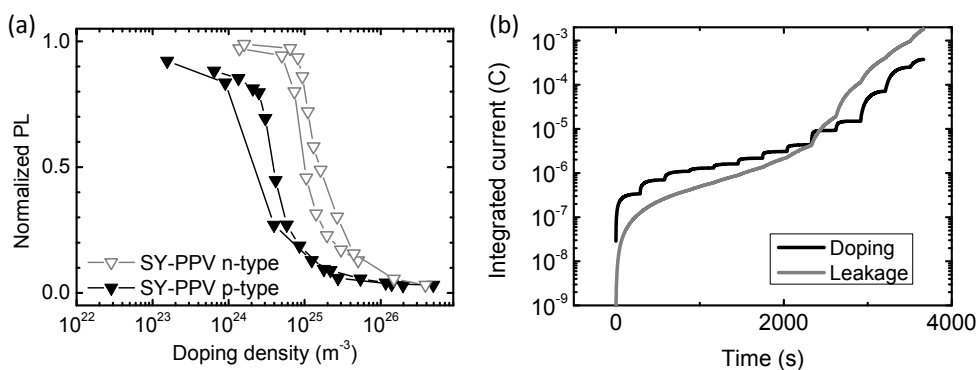 (a)
1.0
0.5
0.0
Normalized PL
SY-PPV n-type
SY-PPV p-type
10^22 10^23 10^24 10^25 10^26
Doping density (m^-3)
(b)
10^-3
10^-4
10^-5
10^-6
10^-7
10^-8
10^-9
Integrated current (C)
Doping
Leakage
0 2000 4000
Time (s)